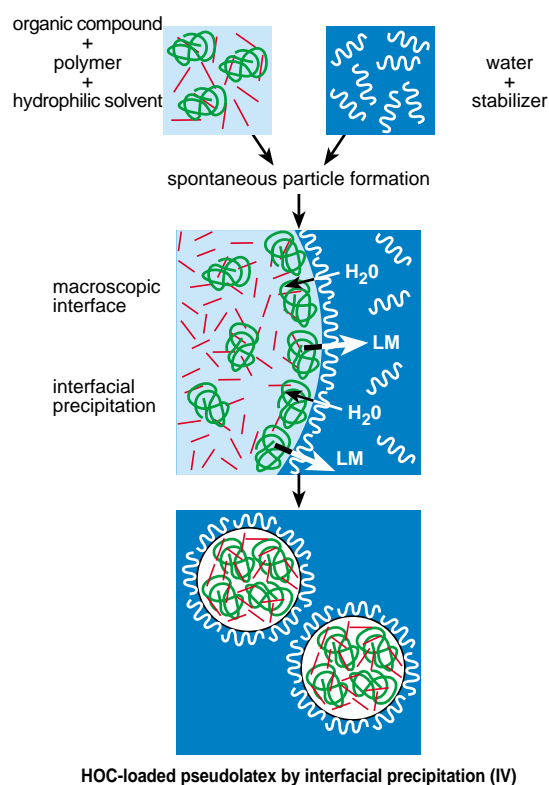 organic compound
+
polymer
+
hydrophilic solvent
water
+
stabilizer
spontaneous particle formation
macroscopic
interface
H20
LM
interfacial
precipitation
H20
LM
HOC-loaded pseudolatex by interfacial precipitation (IV)